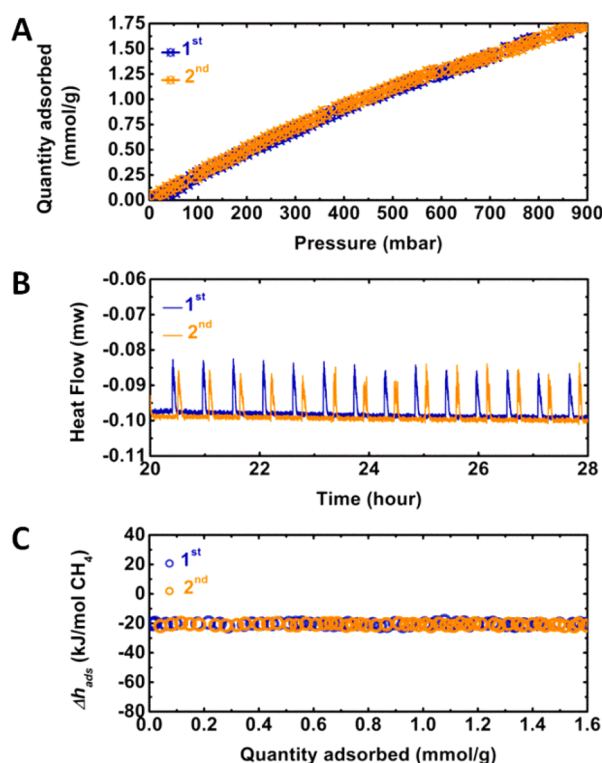 A
Quantity adsorbed
(mmol/g)
1.75
1.50
1.25
1.00
0.75
0.50
0.25
0.00
1st
2nd
0 100 200 300 400 500 600 700 800 900
Pressure (mbar)
B
Heat Flow (mw)
-0.06
-0.07
-0.08
-0.09
-0.10
-0.11
1st
2nd
20 22 24 26 28
Time (hour)
C
Δhads (kJ/mol CH4)
40
20
0
-20
-40
-60
-80
1st
2nd
0.0 0.2 0.4 0.6 0.8 1.0 1.2 1.4 1.6
Quantity adsorbed (mmol/g)